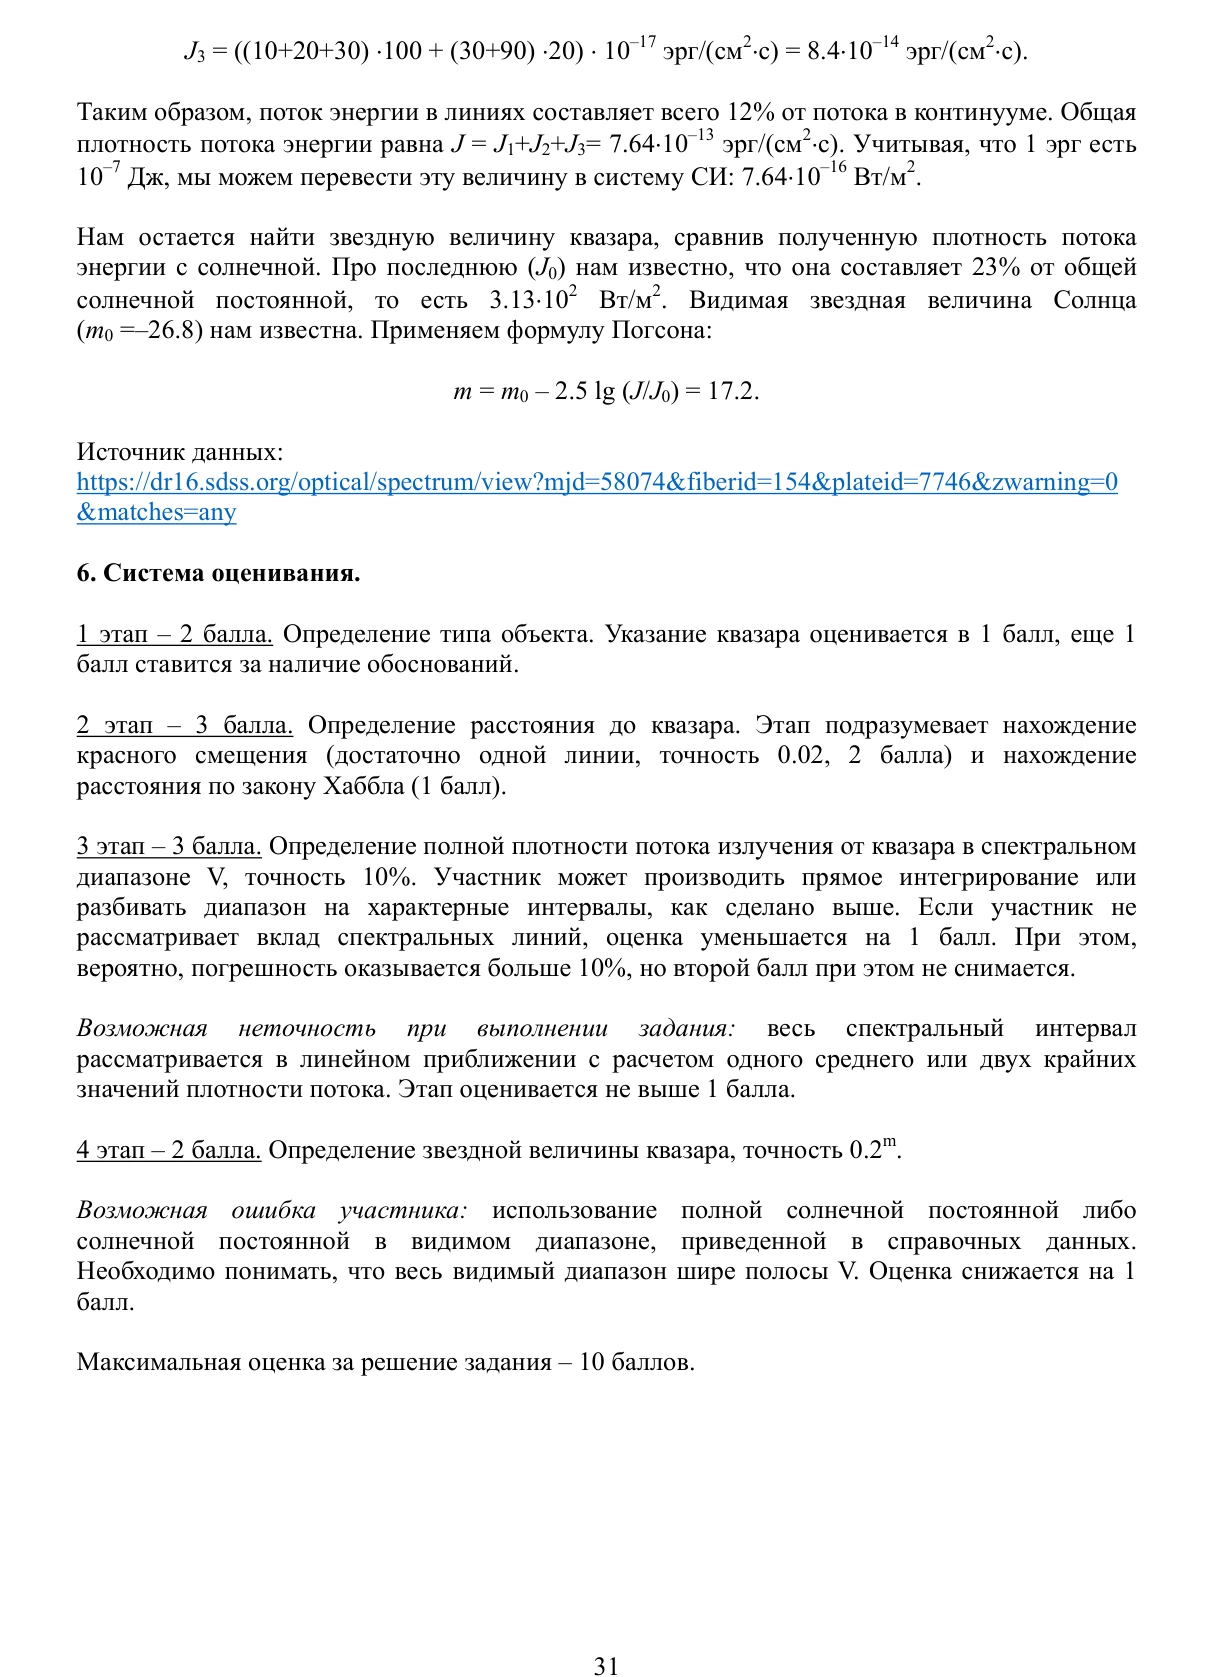 J₃ = ((10+20+30) ·100 + (30+90) ·20) · 10⁻¹⁷ эрг/(см²·с) = 8.4·10⁻¹⁴ эрг/(см²·с).
Таким образом, поток энергии в линиях составляет всего 12% от потока в континууме. Общая
плотность потока энергии равна J = J₁+J₂+J₃= 7.64·10⁻¹³ эрг/(см²·с). Учитывая, что 1 эрг есть
10⁻⁷ Дж, мы можем перевести эту величину в систему СИ: 7.64·10⁻¹⁶ Вт/м².
Нам остается найти звездную величину квазара, сравнив полученную плотность потока
энергии с солнечной. Про последнюю (J₀) нам известно, что она составляет 23% от общей
солнечной постоянной, то есть 3.13·10² Вт/м². Видимая звездная величина Солнца
(m₀ =–26.8) нам известна. Применяем формулу Погсона:
m = m₀ – 2.5 lg (J/J₀) = 17.2.
Источник данных:
https://dr16.sdss.org/optical/spectrum/view?mjd=58074&fiberid=154&plateid=7746&zwarning=0
&matches=any
6. Система оценивания.
1 этап – 2 балла. Определение типа объекта. Указание квазара оценивается в 1 балл, еще 1
балл ставится за наличие обоснований.
2 этап – 3 балла. Определение расстояния до квазара. Этап подразумевает нахождение
красного смещения (достаточно одной линии, точность 0.02, 2 балла) и нахождение
расстояния по закону Хаббла (1 балл).
3 этап – 3 балла. Определение полной плотности потока излучения от квазара в спектральном
диапазоне V, точность 10%. Участник может производить прямое интегрирование или
разбивать диапазон на характерные интервалы, как сделано выше. Если участник не
рассматривает вклад спектральных линий, оценка уменьшается на 1 балл. При этом,
вероятно, погрешность оказывается больше 10%, но второй балл при этом не снимается.
Возможная неточность при выполнении задания: весь спектральный интервал
рассматривается в линейном приближении с расчетом одного среднего или двух крайних
значений плотности потока. Этап оценивается не выше 1 балла.
4 этап – 2 балла. Определение звездной величины квазара, точность 0.2ᵐ.
Возможная ошибка участника: использование полной солнечной постоянной либо
солнечной постоянной в видимом диапазоне, приведенной в справочных данных.
Необходимо понимать, что весь видимый диапазон шире полосы V. Оценка снижается на 1
балл.
Максимальная оценка за решение задания – 10 баллов.
31